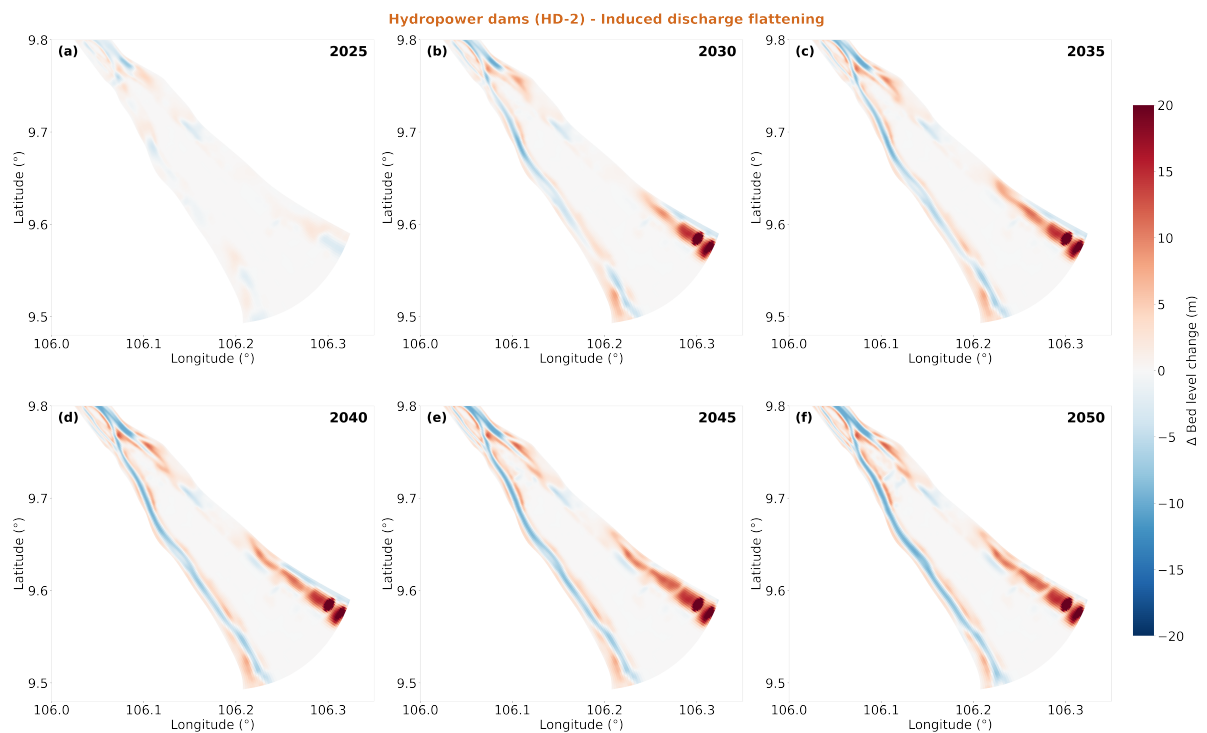 Hydropower dams (HD-2) - Induced discharge flattening
(a) 2025
(b) 2030
(c) 2035
9.8
9.7
9.6
9.5
Latitude (°)
106.0 106.1 106.2 106.3
Longitude (°)
9.8
9.7
9.6
9.5
Latitude (°)
106.0 106.1 106.2 106.3
Longitude (°)
9.8
9.7
9.6
9.5
Latitude (°)
106.0 106.1 106.2 106.3
Longitude (°)
(d) 2040
(e) 2045
(f) 2050
9.8
9.7
9.6
9.5
Latitude (°)
106.0 106.1 106.2 106.3
Longitude (°)
9.8
9.7
9.6
9.5
Latitude (°)
106.0 106.1 106.2 106.3
Longitude (°)
9.8
9.7
9.6
9.5
Latitude (°)
106.0 106.1 106.2 106.3
Longitude (°)
20
15
10
5
0
−5
−10
−15
−20
Δ Bed level change (m)